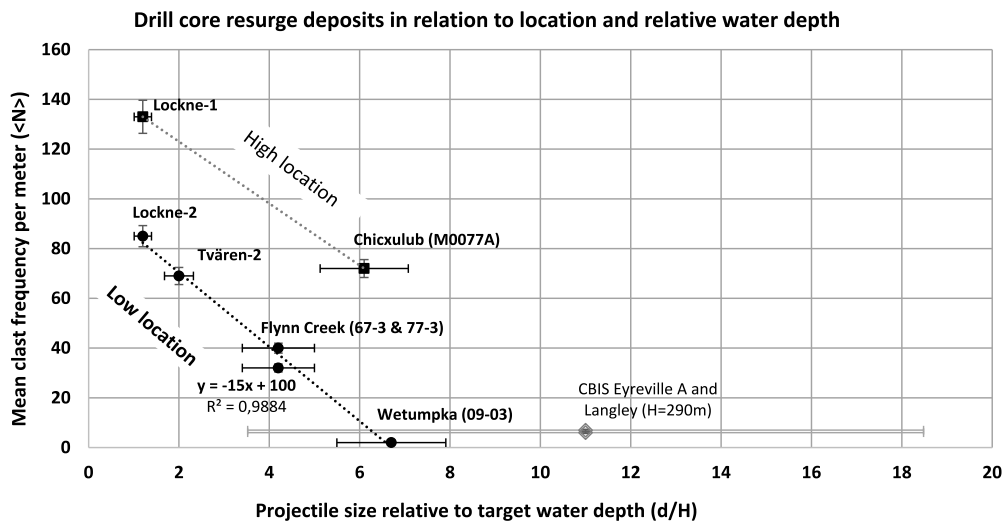 Drill core resurge deposits in relation to location and relative water depth
Mean clast frequency per meter (<N>)
160
140
120
100
80
60
40
20
0
Lockne-1
High location
Lockne-2
Chicxulub (M0077A)
Tvären-2
Low location
Flynn Creek (67-3 & 77-3)
y = -15x + 100
R² = 0,9884
CBIS Eyreville A and
Langley (H=290m)
Wetumpka (09-03)
0 2 4 6 8 10 12 14 16 18 20
Projectile size relative to target water depth (d/H)